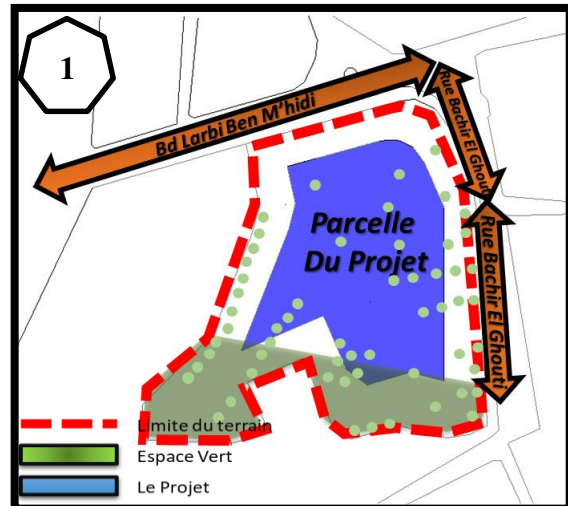 1
Bd Larbi Ben M'hidi
Rue Bachir El Ghouti
Parcelle
Du Projet
Rue Bachir El Ghouti
Limite du terrain
Espace Vert
Le Projet